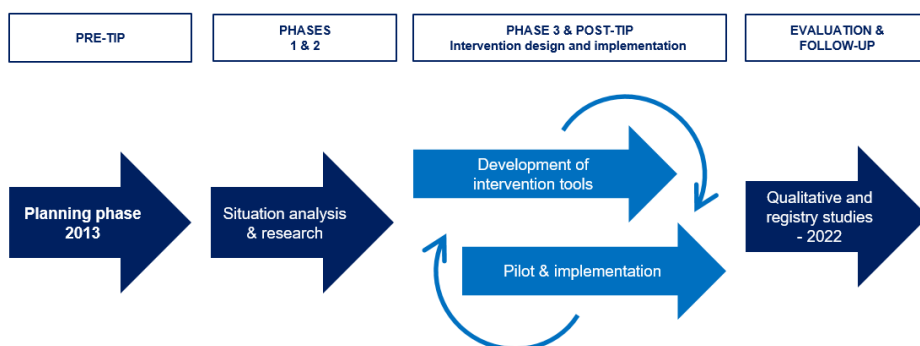 PRE-TIP
PHASES
1 & 2
PHASE 3 & POST-TIP
Intervention design and implementation
EVALUATION &
FOLLOW-UP
Planning phase
2013
Situation analysis
& research
Development of
intervention tools
Pilot & implementation
Qualitative and
registry studies
- 2022